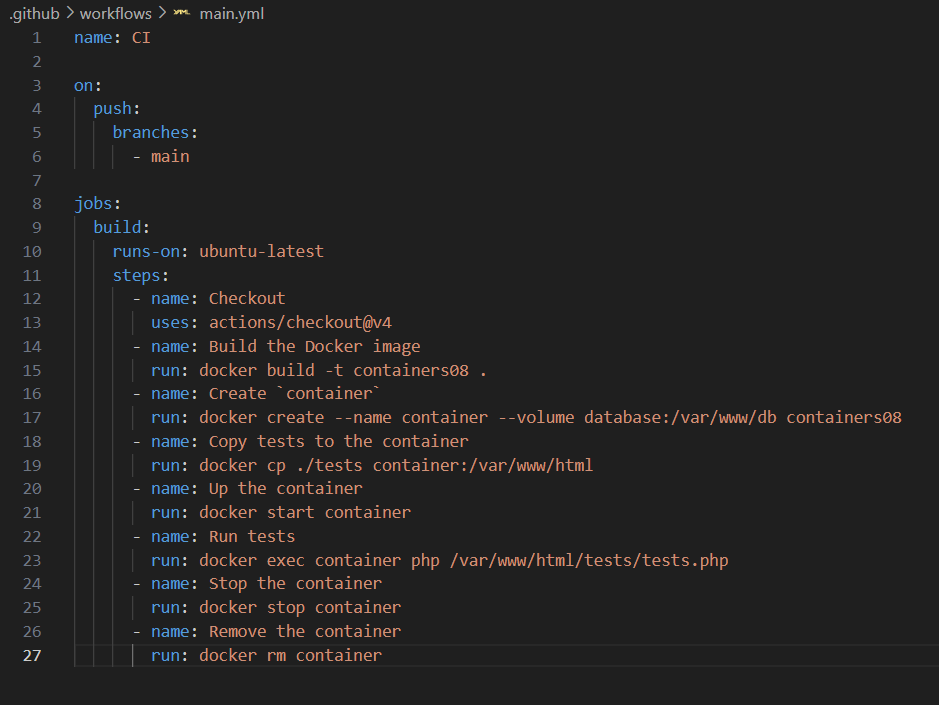 .github > workflows > YAML main.yml
1 name: CI
2
3 on:
4   push:
5     branches:
6       - main
7
8 jobs:
9   build:
10     runs-on: ubuntu-latest
11     steps:
12       - name: Checkout
13         uses: actions/checkout@v4
14       - name: Build the Docker image
15         run: docker build -t containers08 .
16       - name: Create `container`
17         run: docker create --name container --volume database:/var/www/db containers08
18       - name: Copy tests to the container
19         run: docker cp ./tests container:/var/www/html
20       - name: Up the container
21         run: docker start container
22       - name: Run tests
23         run: docker exec container php /var/www/html/tests/tests.php
24       - name: Stop the container
25         run: docker stop container
26       - name: Remove the container
27         run: docker rm container